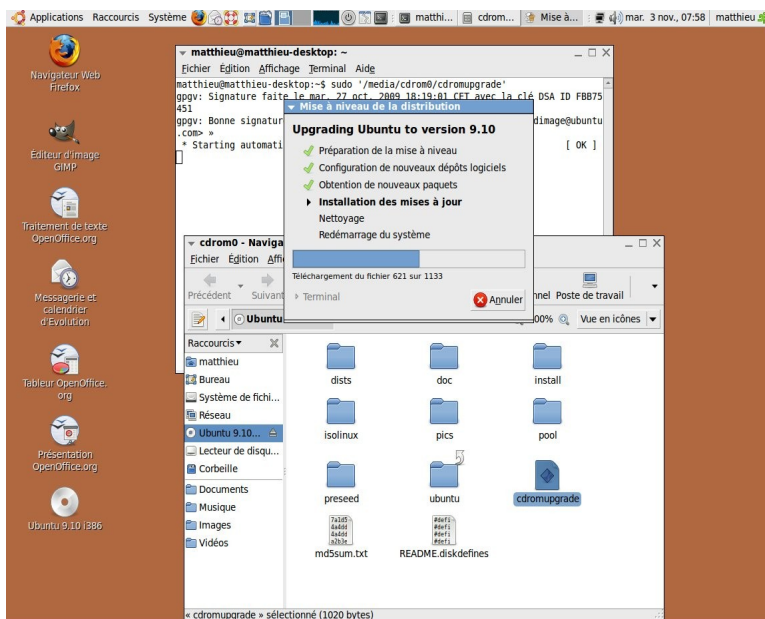 Applications Raccourcis Système
matthi...
cdrom...
Mise à...
mar. 3 nov., 07:58
matthieu
Navigateur Web
Firefox
Editeur d'image
GIMP
Traitement de texte
OpenOffice.org
Messagerie et
calendrier
d'Evolution
Tableur OpenOffice.
org
Présentation
OpenOffice.org
Ubuntu 9.10 i386
matthieu@matthieu-desktop: ~
Fichier Édition Affichage Terminal Aide
matthieu@matthieu-desktop:~$ sudo '/media/cdrom0/cdromupgrade'
gpgv: Signature faite le mar. 27 oct. 2009 18:19:01 CET avec la clé DSA ID FBB75
451
gpgv: Bonne signatur
dimage@ubuntu
.com> »
* Starting automati
[ OK ]
Mise à niveau de la distribution
Upgrading Ubuntu to version 9.10
Préparation de la mise à niveau
Configuration de nouveaux dépôts logiciels
Obtention de nouveaux paquets
Installation des mises à jour
Nettoyage
Redémarrage du système
Téléchargement du fichier 621 sur 1133
Terminal
Annuler
cdrom0 - Naviga
Fichier Édition Affi
Précédent Suivant
nnel Poste de travail
Ubuntu
00%
Vue en icônes
Raccourcis
matthieu
Bureau
Système de fichi...
Réseau
Ubuntu 9.10...
Lecteur de disqu...
Corbeille
Documents
Musique
Images
Vidéos
dists
doc
install
isolinux
pics
pool
preseed
ubuntu
cdromupgrade
md5sum.txt
README.diskdefines
« cdromupgrade » sélectionné (1020 bytes)